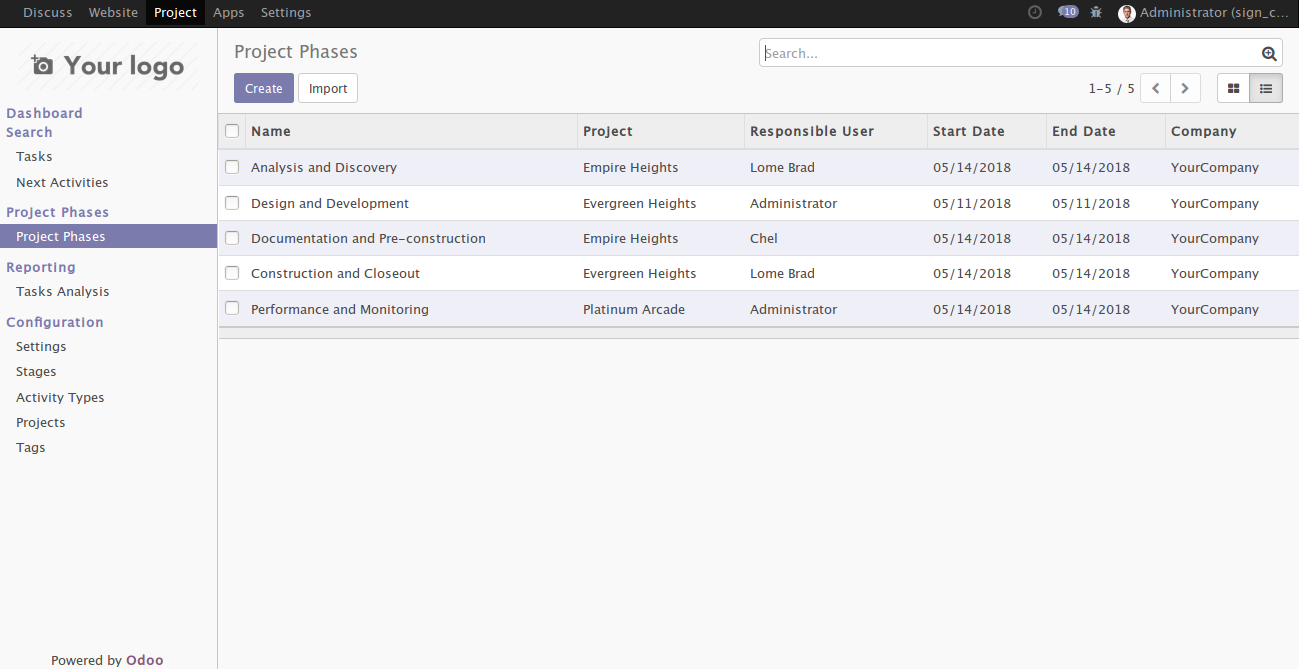 Discuss Website Project Apps Settings 10 Administrator (sign_c...
Your logo
Dashboard
Search
Tasks
Next Activities
Project Phases
Project Phases
Reporting
Tasks Analysis
Configuration
Settings
Stages
Activity Types
Projects
Tags
Powered by Odoo
Project Phases
Search...
Create Import
1-5 / 5
Name Project Responsible User Start Date End Date Company
Analysis and Discovery Empire Heights Lome Brad 05/14/2018 05/14/2018 YourCompany
Design and Development Evergreen Heights Administrator 05/11/2018 05/11/2018 YourCompany
Documentation and Pre-construction Empire Heights Chel 05/14/2018 05/14/2018 YourCompany
Construction and Closeout Evergreen Heights Lome Brad 05/14/2018 05/14/2018 YourCompany
Performance and Monitoring Platinum Arcade Administrator 05/14/2018 05/14/2018 YourCompany